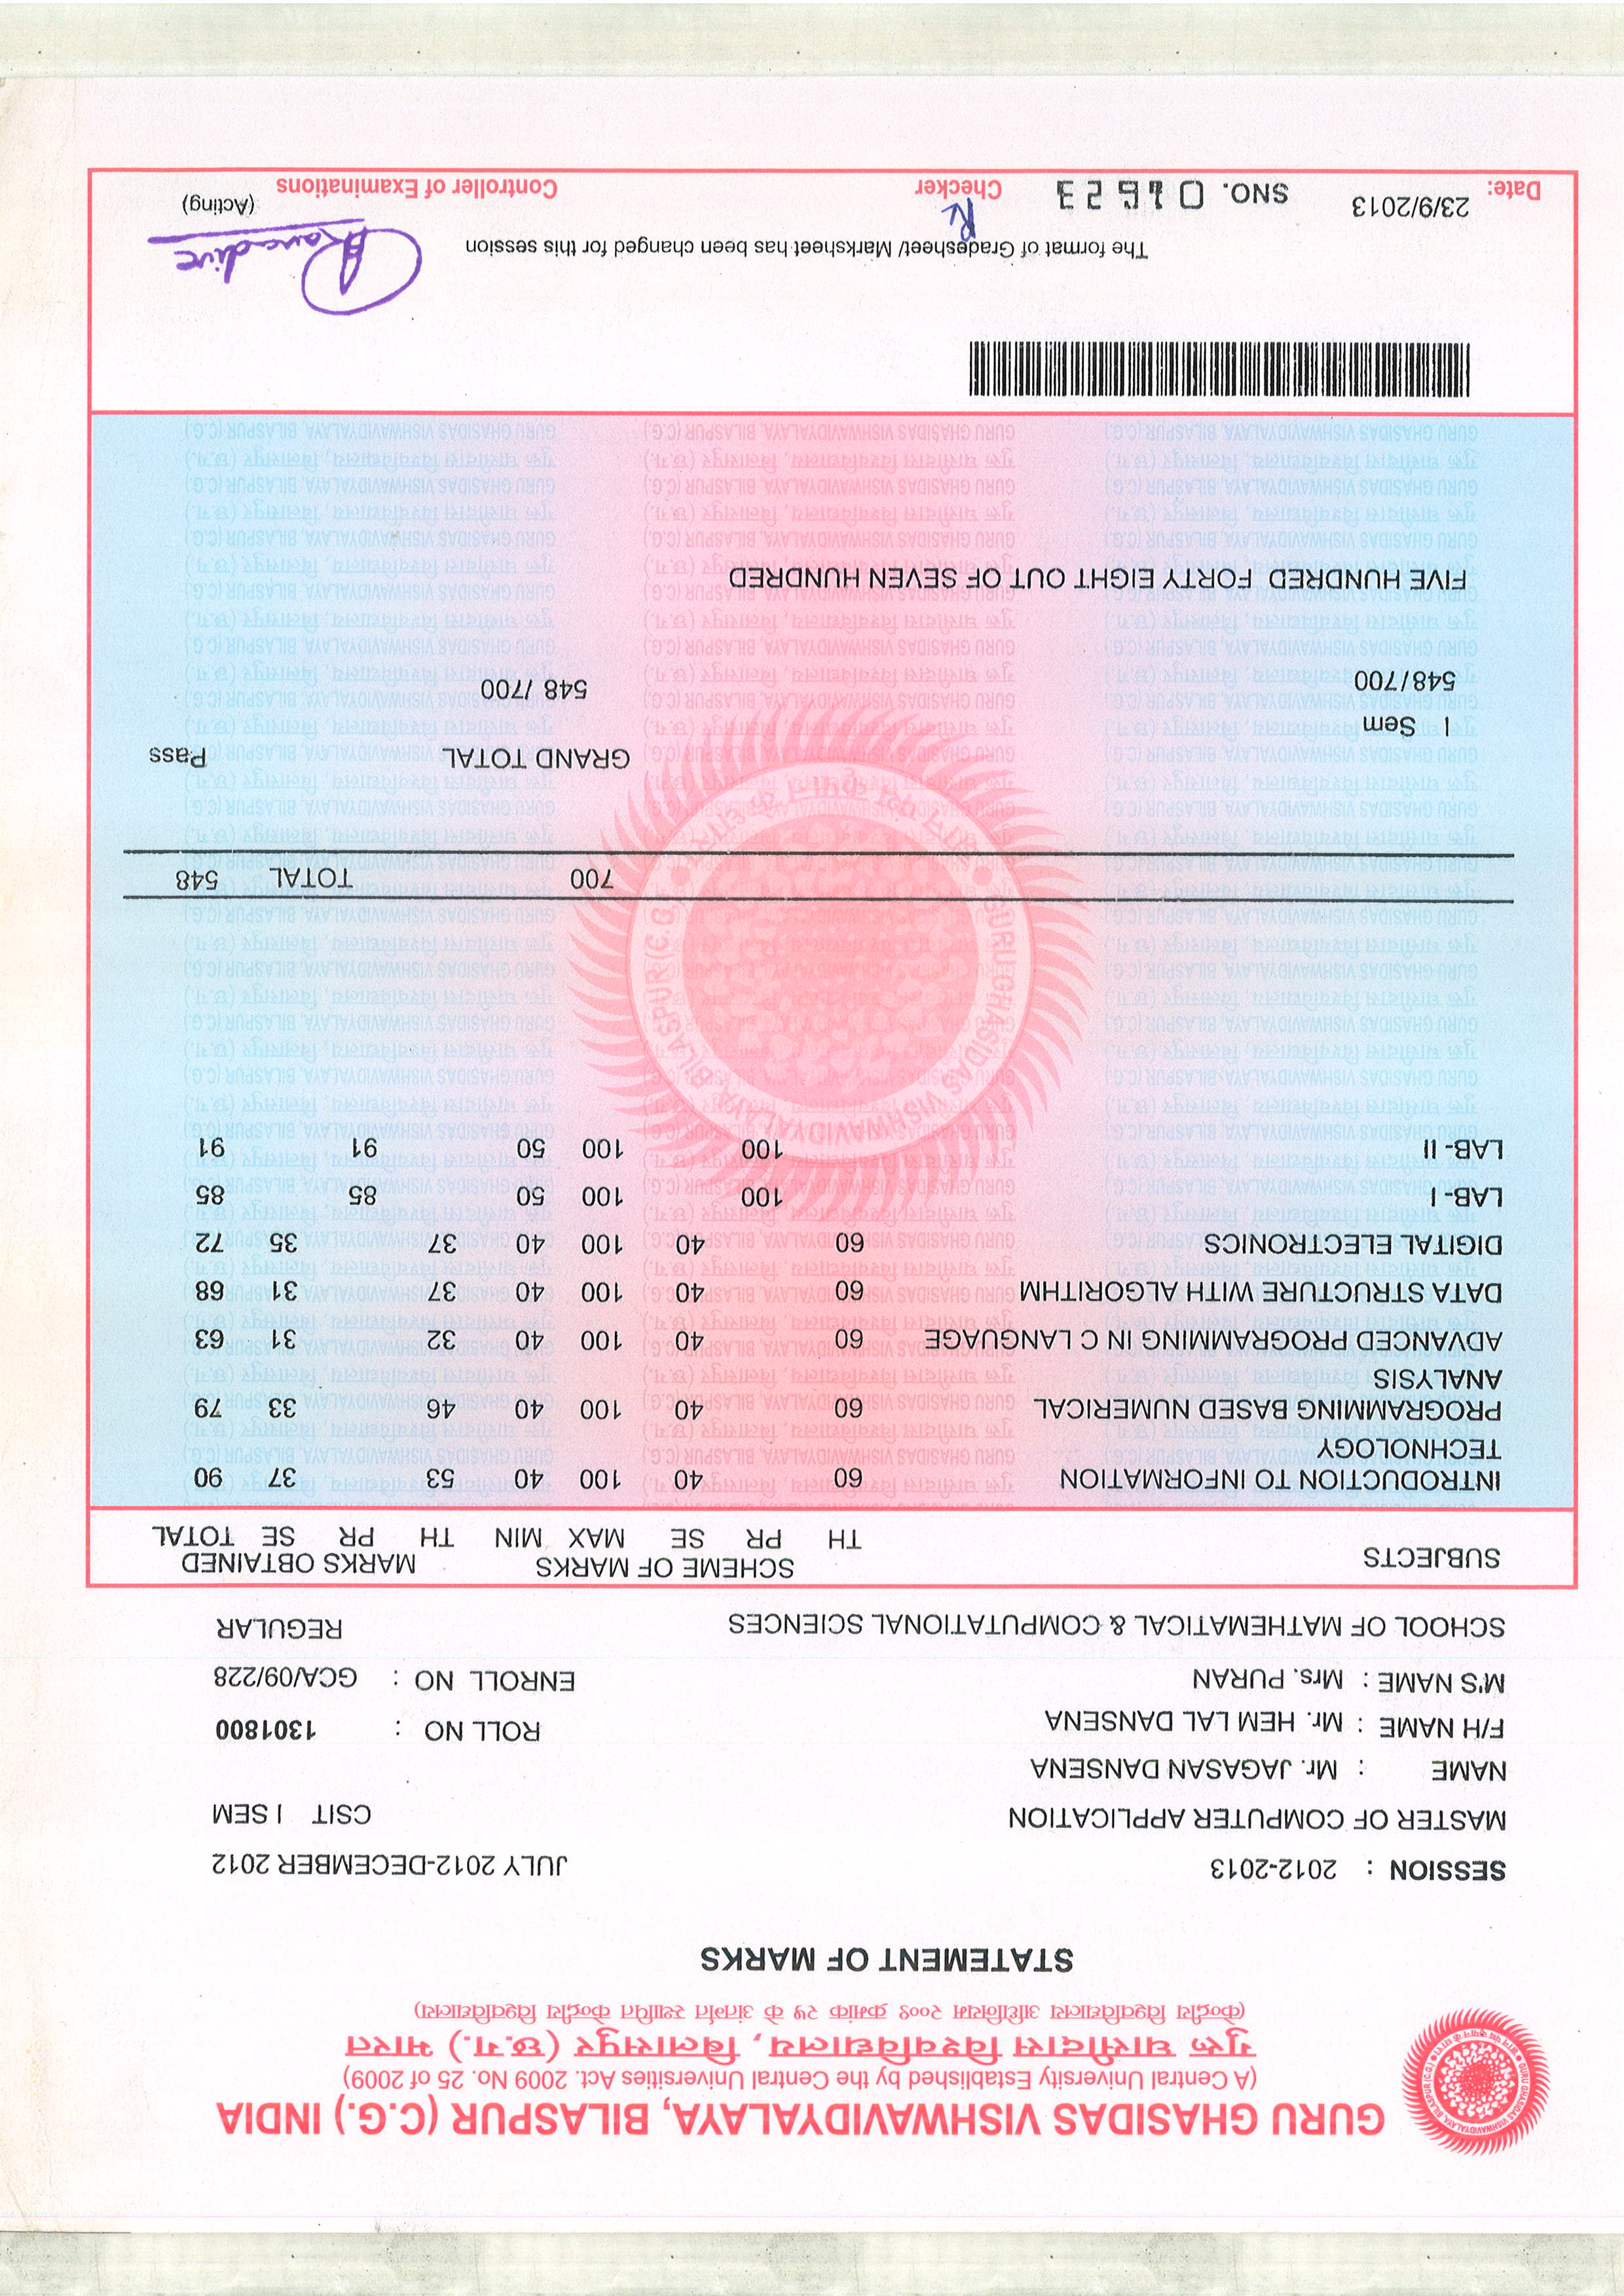 GURU GHASIDAS VISHWAVIDYALAYA, BILASPUR (C.G.) INDIA
(A Central University Established by the Central Universities Act. 2009 No. 25 of 2009)
गुरू घासीदास विश्वविद्यालय, बिलासपुर (छ.ग.) भारत
(केन्द्रीय विश्वविद्यालय अधिनियम २००९ क्रमांक २५ के अंतर्गत स्थापित केन्द्रीय विश्वविद्यालय)
STATEMENT OF MARKS
SESSION : 2012-2013 JULY 2012-DECEMBER 2012
MASTER OF COMPUTER APPLICATION CSIT I SEM
NAME : Mr. JAGASAN DANSENA
F/H NAME : Mr. HEM LAL DANSENA ROLL NO : 1301800
M'S NAME : Mrs. PURAN ENROLL NO : GCA/09/228
SCHOOL OF MATHEMATICAL & COMPUTATIONAL SCIENCES REGULAR
SUBJECTS SCHEME OF MARKS MARKS OBTAINED
TH PR SE MAX MIN TH PR SE TOTAL
INTRODUCTION TO INFORMATION 60 40 100 40 53 37 90
TECHNOLOGY
PROGRAMMING BASED NUMERICAL 60 40 100 40 46 33 79
ANALYSIS
ADVANCED PROGRAMMING IN C LANGUAGE 60 40 100 40 32 31 63
DATA STRUCTURE WITH ALGORITHM 60 40 100 40 37 31 68
DIGITAL ELECTRONICS 60 40 100 40 37 35 72
LAB- I 100 100 50 85 85
LAB- II 100 100 50 91 91
700 TOTAL 548
GRAND TOTAL Pass
I Sem
548/700 548 /700
FIVE HUNDRED FORTY EIGHT OUT OF SEVEN HUNDRED
The format of Gradesheet/ Marksheet has been changed for this session
Date: 23/9/2013 SNO. Checker Controller of Examinations
(Acting)